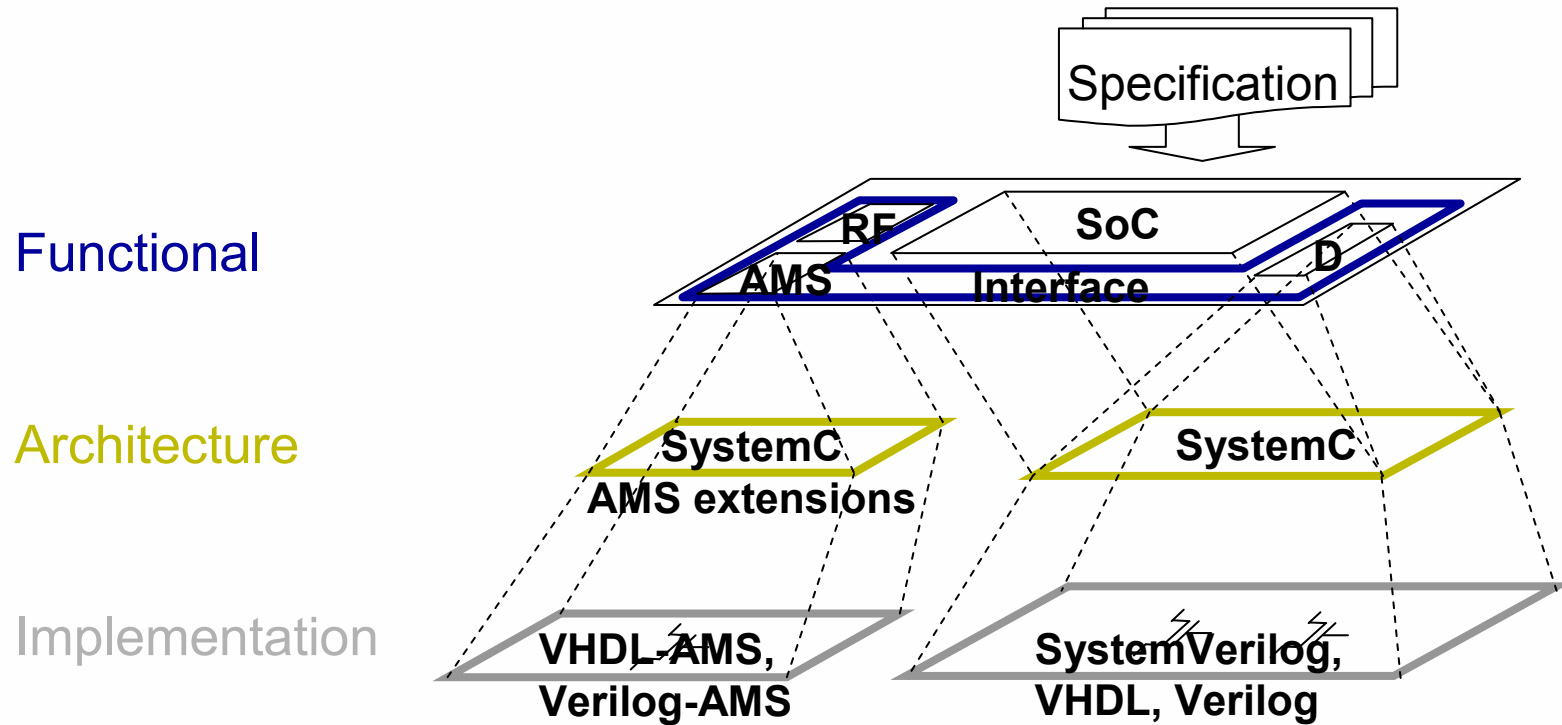 Specification
Functional
RF
SoC
D
AMS
Interface
Architecture
SystemC
AMS extensions
SystemC
Implementation
VHDL-AMS,
Verilog-AMS
SystemVerilog,
VHDL, Verilog